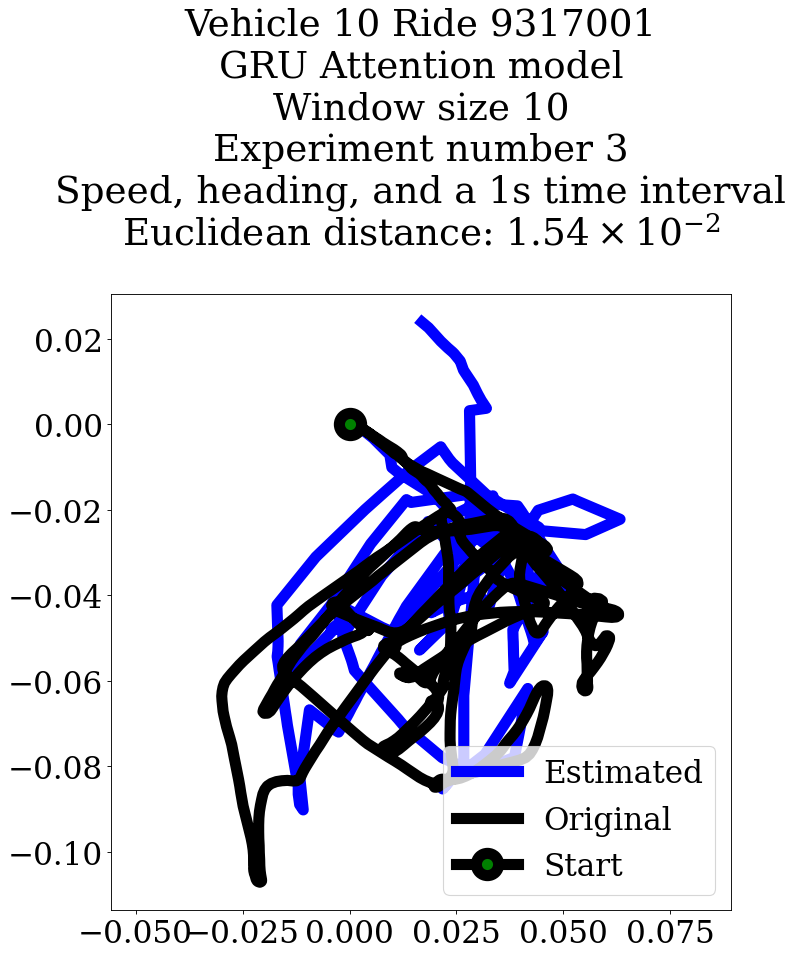 Vehicle 10 Ride 9317001
GRU Attention model
Window size 10
Experiment number 3
Speed, heading, and a 1s time interval
Euclidean distance: 1.54 × 10⁻²
0.02
0.00
−0.02
−0.04
−0.06
−0.08
−0.10
Estimated
Original
Start
−0.050 −0.025 0.000 0.025 0.050 0.075